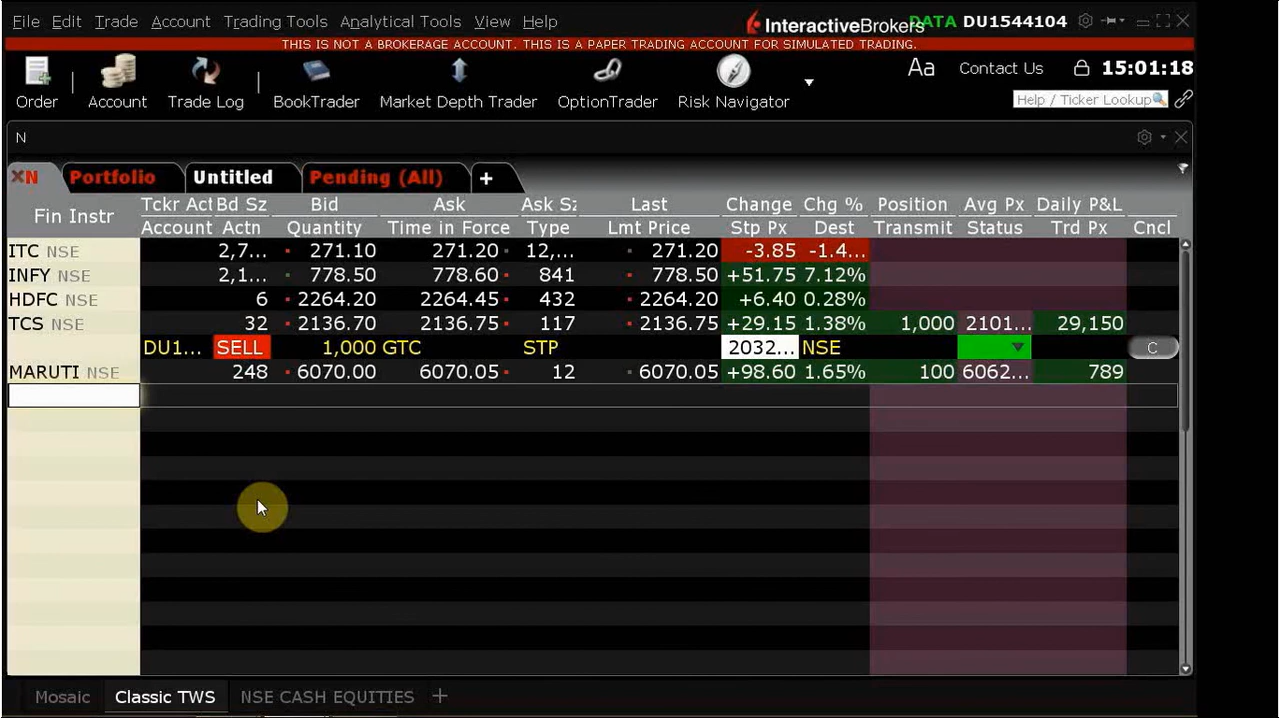 File Edit Trade Account Trading Tools Analytical Tools View Help InteractiveBrokers DATA DU1544104
THIS IS NOT A BROKERAGE ACCOUNT. THIS IS A PAPER TRADING ACCOUNT FOR SIMULATED TRADING.
Aa Contact Us 15:01:18
Order Account Trade Log BookTrader Market Depth Trader OptionTrader Risk Navigator Help / Ticker Lookup
N
N Portfolio Untitled Pending (All) +
Fin Instr
Tckr Act Bd Sz Bid Ask Ask Sz Last Change Chg % Position Avg Px Daily P&L
Account Actn Quantity Time in Force Type Lmt Price Stp Px Dest Transmit Status Trd Px Cncl
ITC NSE 2,7... 271.10 271.20 12,... 271.20 -3.85 -1.4...
INFY NSE 2,1... 778.50 778.60 841 778.50 +51.75 7.12%
HDFC NSE 6 2264.20 2264.45 432 2264.20 +6.40 0.28%
TCS NSE 32 2136.70 2136.75 117 2136.75 +29.15 1.38% 1,000 2101... 29,150
DU1... SELL 1,000 GTC STP 2032... NSE C
MARUTI NSE 248 6070.00 6070.05 12 6070.05 +98.60 1.65% 100 6062... 789
Mosaic Classic TWS NSE CASH EQUITIES +